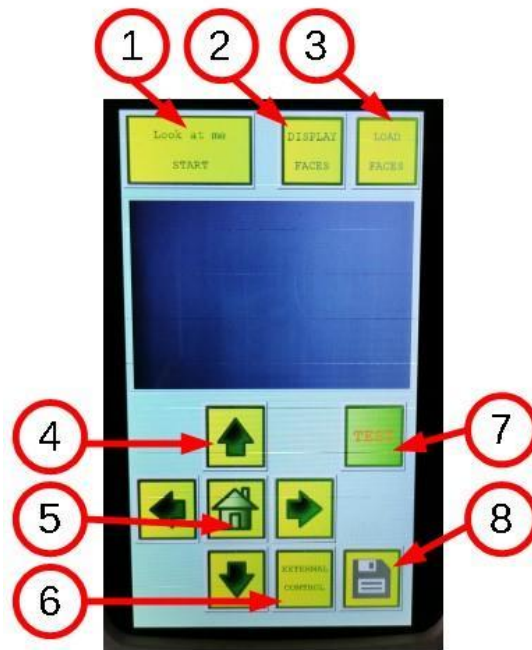 1 2 3
Look at me
START
DISPLAY
FACES
LOAD
FACES
4
TEST
7
5
8
EXTERNAL
CONTROL
6